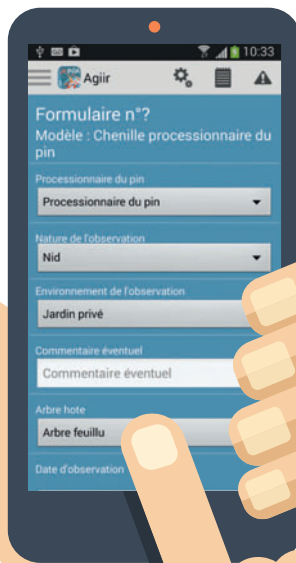 10:33
Agiir
Formulaire n°?
Modèle : Chenille processionnaire du
pin
Processionnaire du pin
Processionnaire du pin
Nature de l'observation
Nid
Environnement de l'observation
Jardin privé
Commentaire éventuel
Commentaire éventuel
Arbre hote
Arbre feuillu
Date d'observation